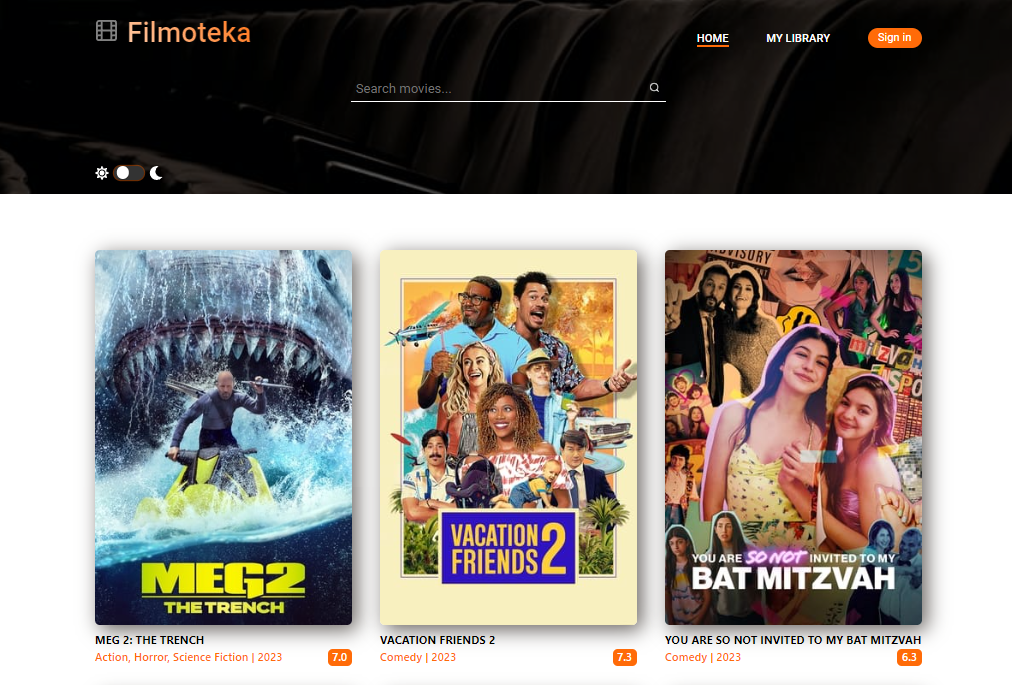 Filmoteka
HOME
MY LIBRARY
Sign in
Search movies...
MEG2
THE TRENCH
VACATION
FRIENDS 2
ADVISORY
mitzvah
YOU ARE SO NOT INVITED TO MY
BAT MITZVAH
MEG 2: THE TRENCH
Action, Horror, Science Fiction | 2023
7.0
VACATION FRIENDS 2
Comedy | 2023
7.3
YOU ARE SO NOT INVITED TO MY BAT MITZVAH
Comedy | 2023
6.3